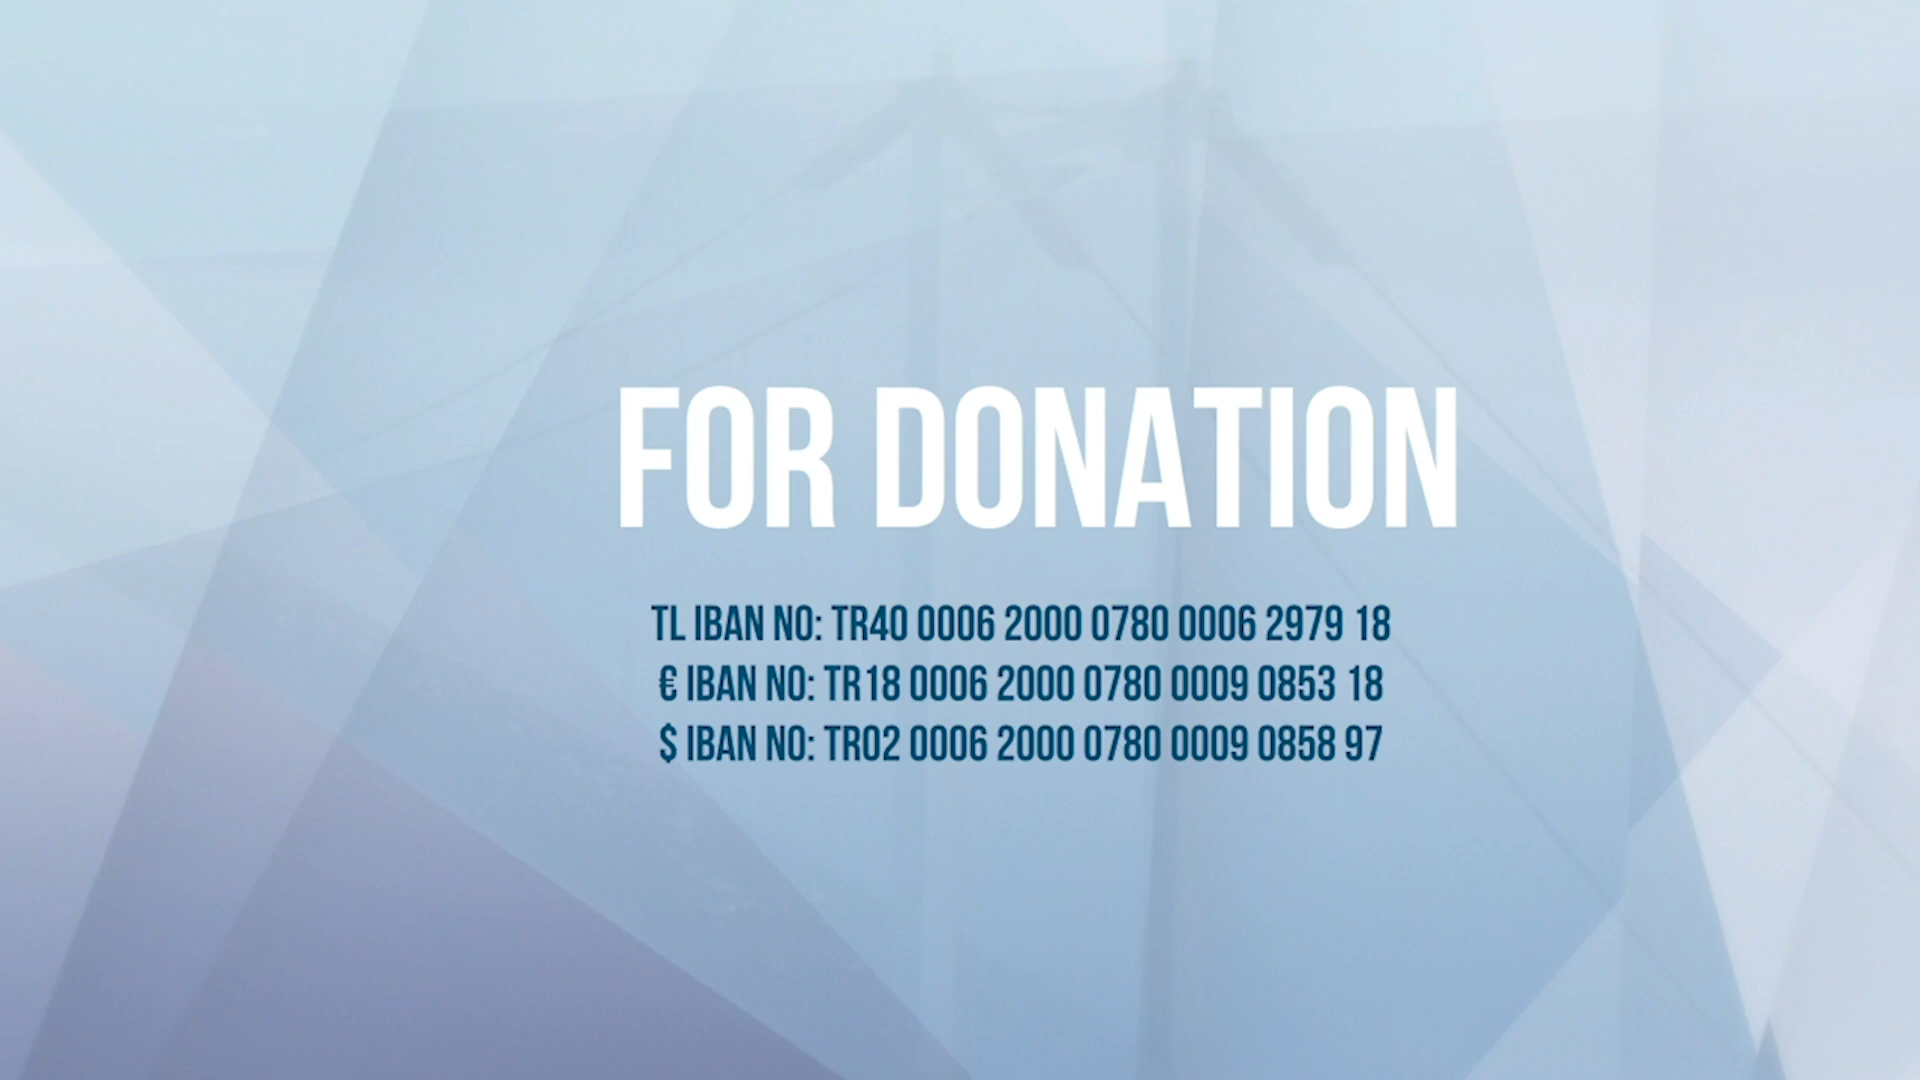 FOR DONATION
TL IBAN NO: TR40 0006 2000 0780 0006 2979 18
€ IBAN NO: TR18 0006 2000 0780 0009 0853 18
$ IBAN NO: TR02 0006 2000 0780 0009 0858 97